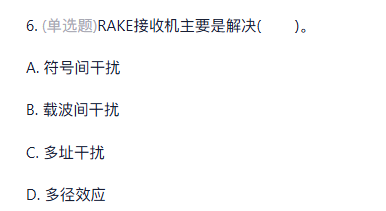 6. (单选题)RAKE接收机主要是解决(  )。
A. 符号间干扰
B. 载波间干扰
C. 多址干扰
D. 多径效应